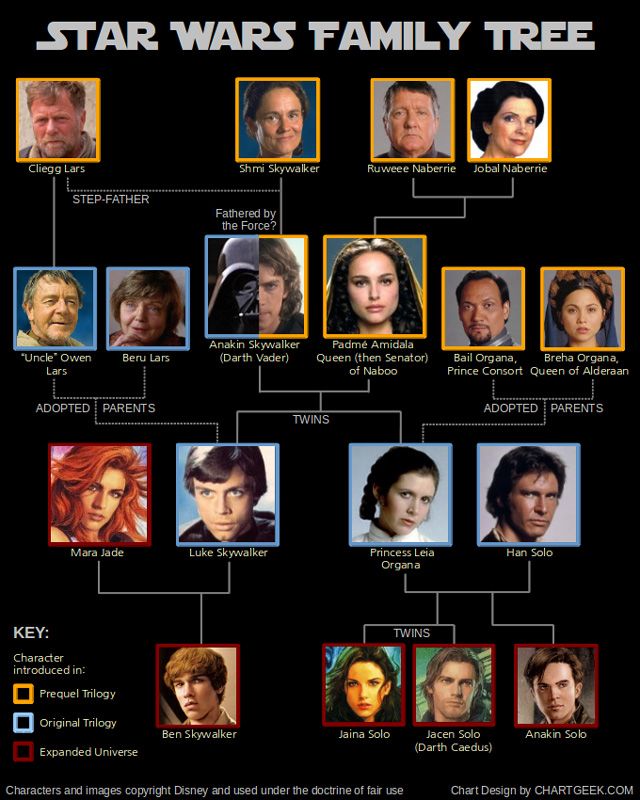 STAR WARS FAMILY TREE
Cliegg Lars
Shmi Skywalker
Ruweee Naberrie
Jobal Naberrie
STEP-FATHER
Fathered by
the Force?
"Uncle" Owen
Lars
Beru Lars
Anakin Skywalker
(Darth Vader)
Padmé Amidala
Queen (then Senator)
of Naboo
Bail Organa,
Prince Consort
Breha Organa,
Queen of Alderaan
ADOPTED PARENTS
TWINS
ADOPTED PARENTS
Mara Jade
Luke Skywalker
Princess Leia
Organa
Han Solo
TWINS
KEY:
Character
introduced in:
Prequel Trilogy
Original Trilogy
Expanded Universe
Ben Skywalker
Jaina Solo
Jacen Solo
(Darth Caedus)
Anakin Solo
Characters and images copyright Disney and used under the doctrine of fair use
Chart Design by CHARTGEEK.COM